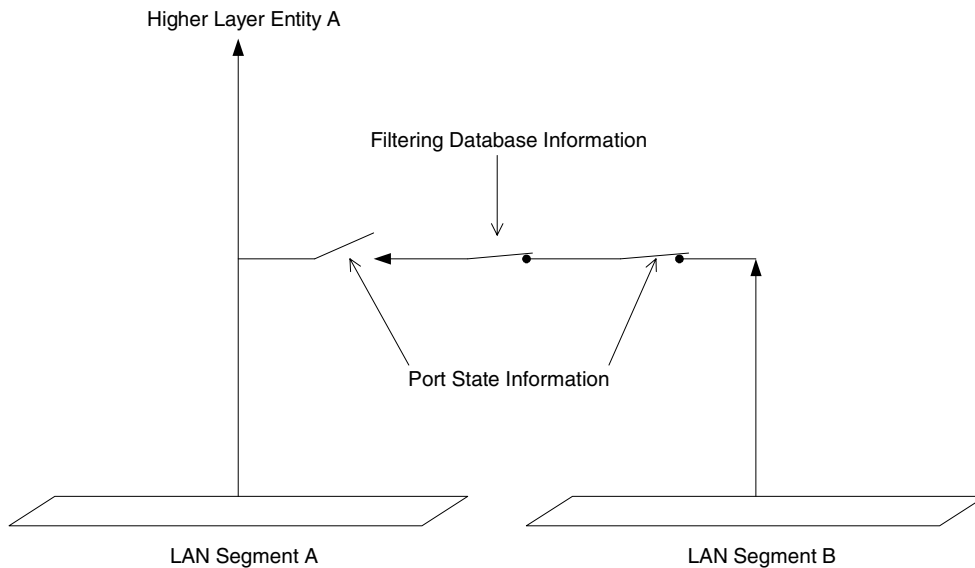 Higher Layer Entity A
Filtering Database Information
Port State Information
LAN Segment A
LAN Segment B